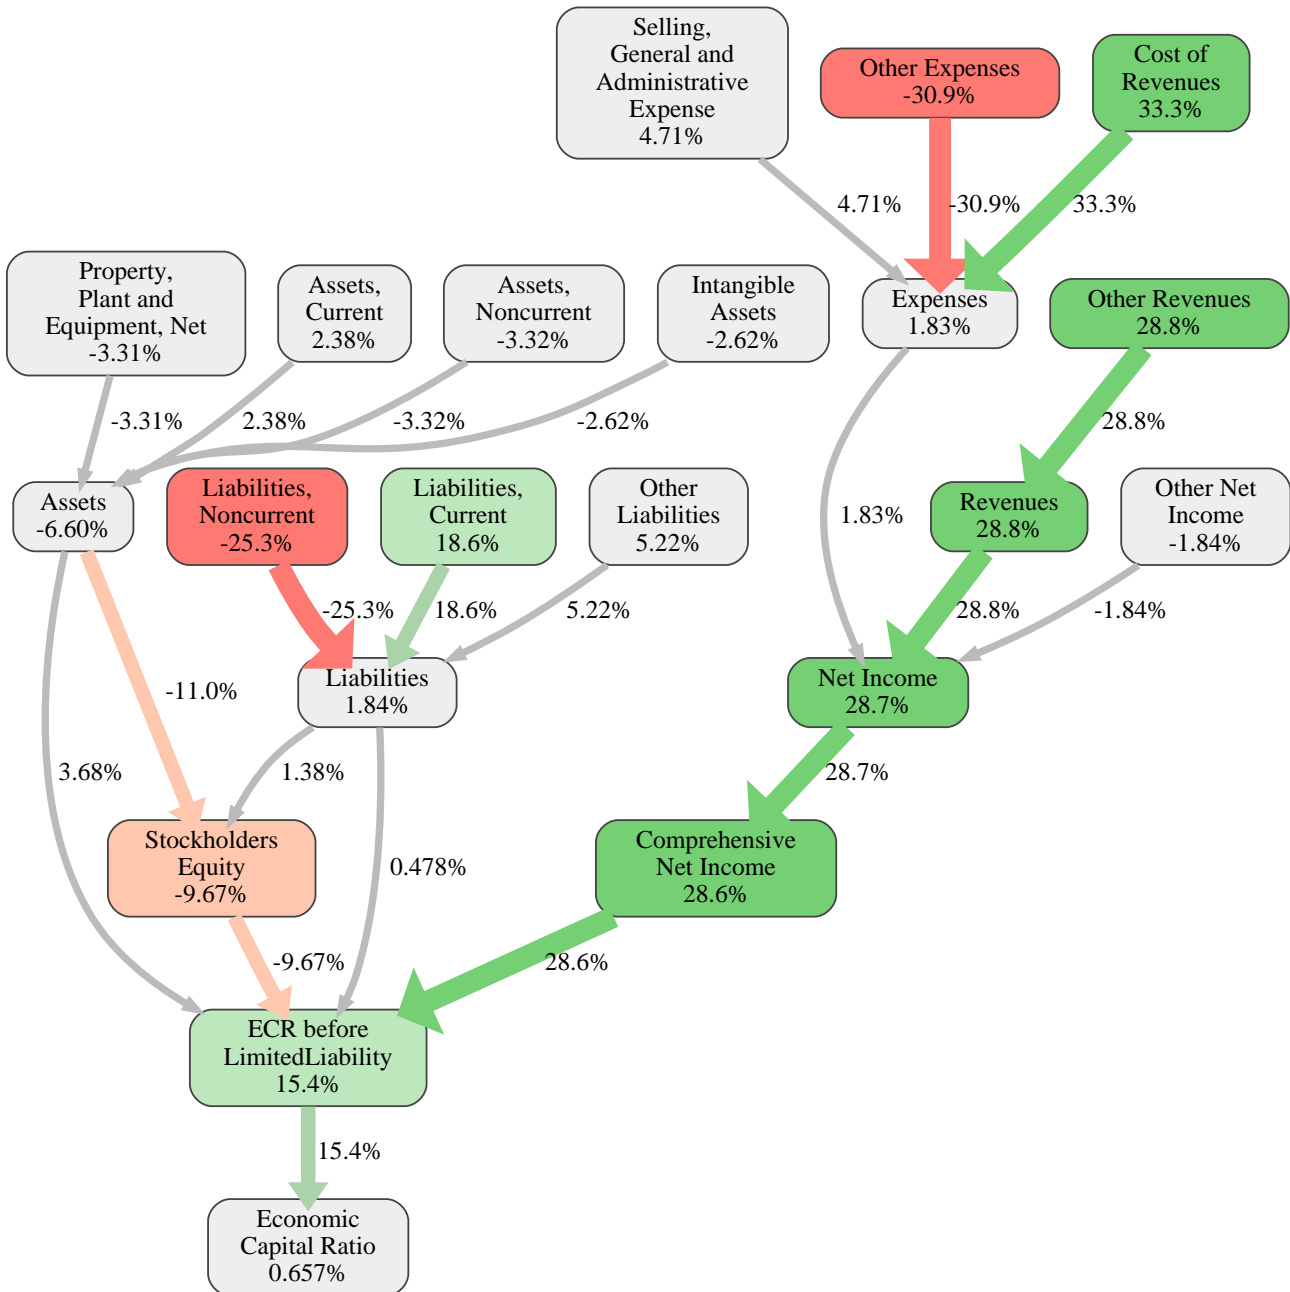 Selling,
General and
Administrative
Expense
4.71%
Other Expenses
-30.9%
Cost of
Revenues
33.3%
4.71%
-30.9%
33.3%
Property,
Plant and
Equipment, Net
-3.31%
Assets,
Current
2.38%
Assets,
Noncurrent
-3.32%
Intangible
Assets
-2.62%
Expenses
1.83%
Other Revenues
28.8%
-3.31%
2.38%
-3.32%
-2.62%
28.8%
Assets
-6.60%
Liabilities,
Noncurrent
-25.3%
Liabilities,
Current
18.6%
Other
Liabilities
5.22%
1.83%
Revenues
28.8%
Other Net
Income
-1.84%
-25.3%
18.6%
5.22%
28.8%
-1.84%
-11.0%
Liabilities
1.84%
Net Income
28.7%
3.68%
1.38%
28.7%
Stockholders
Equity
-9.67%
0.478%
Comprehensive
Net Income
28.6%
-9.67%
28.6%
ECR before
LimitedLiability
15.4%
15.4%
Economic
Capital Ratio
0.657%